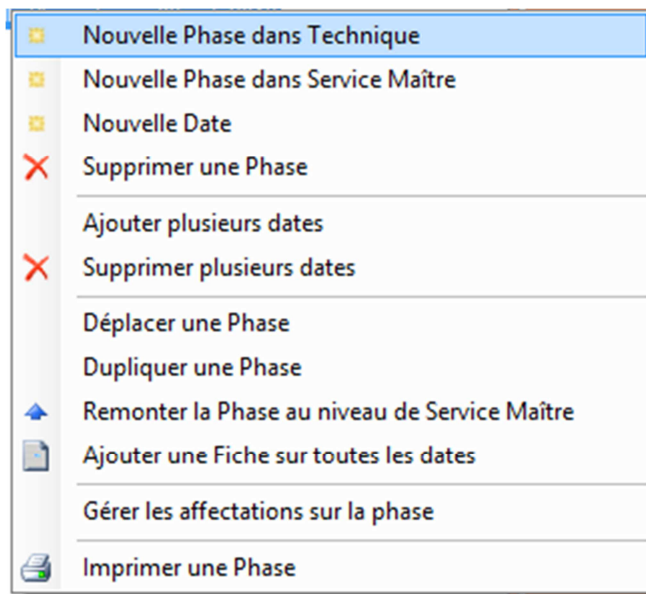 Nouvelle Phase dans Technique
Nouvelle Phase dans Service Maître
Nouvelle Date
Supprimer une Phase
Ajouter plusieurs dates
Supprimer plusieurs dates
Déplacer une Phase
Dupliquer une Phase
Remonter la Phase au niveau de Service Maître
Ajouter une Fiche sur toutes les dates
Gérer les affectations sur la phase
Imprimer une Phase